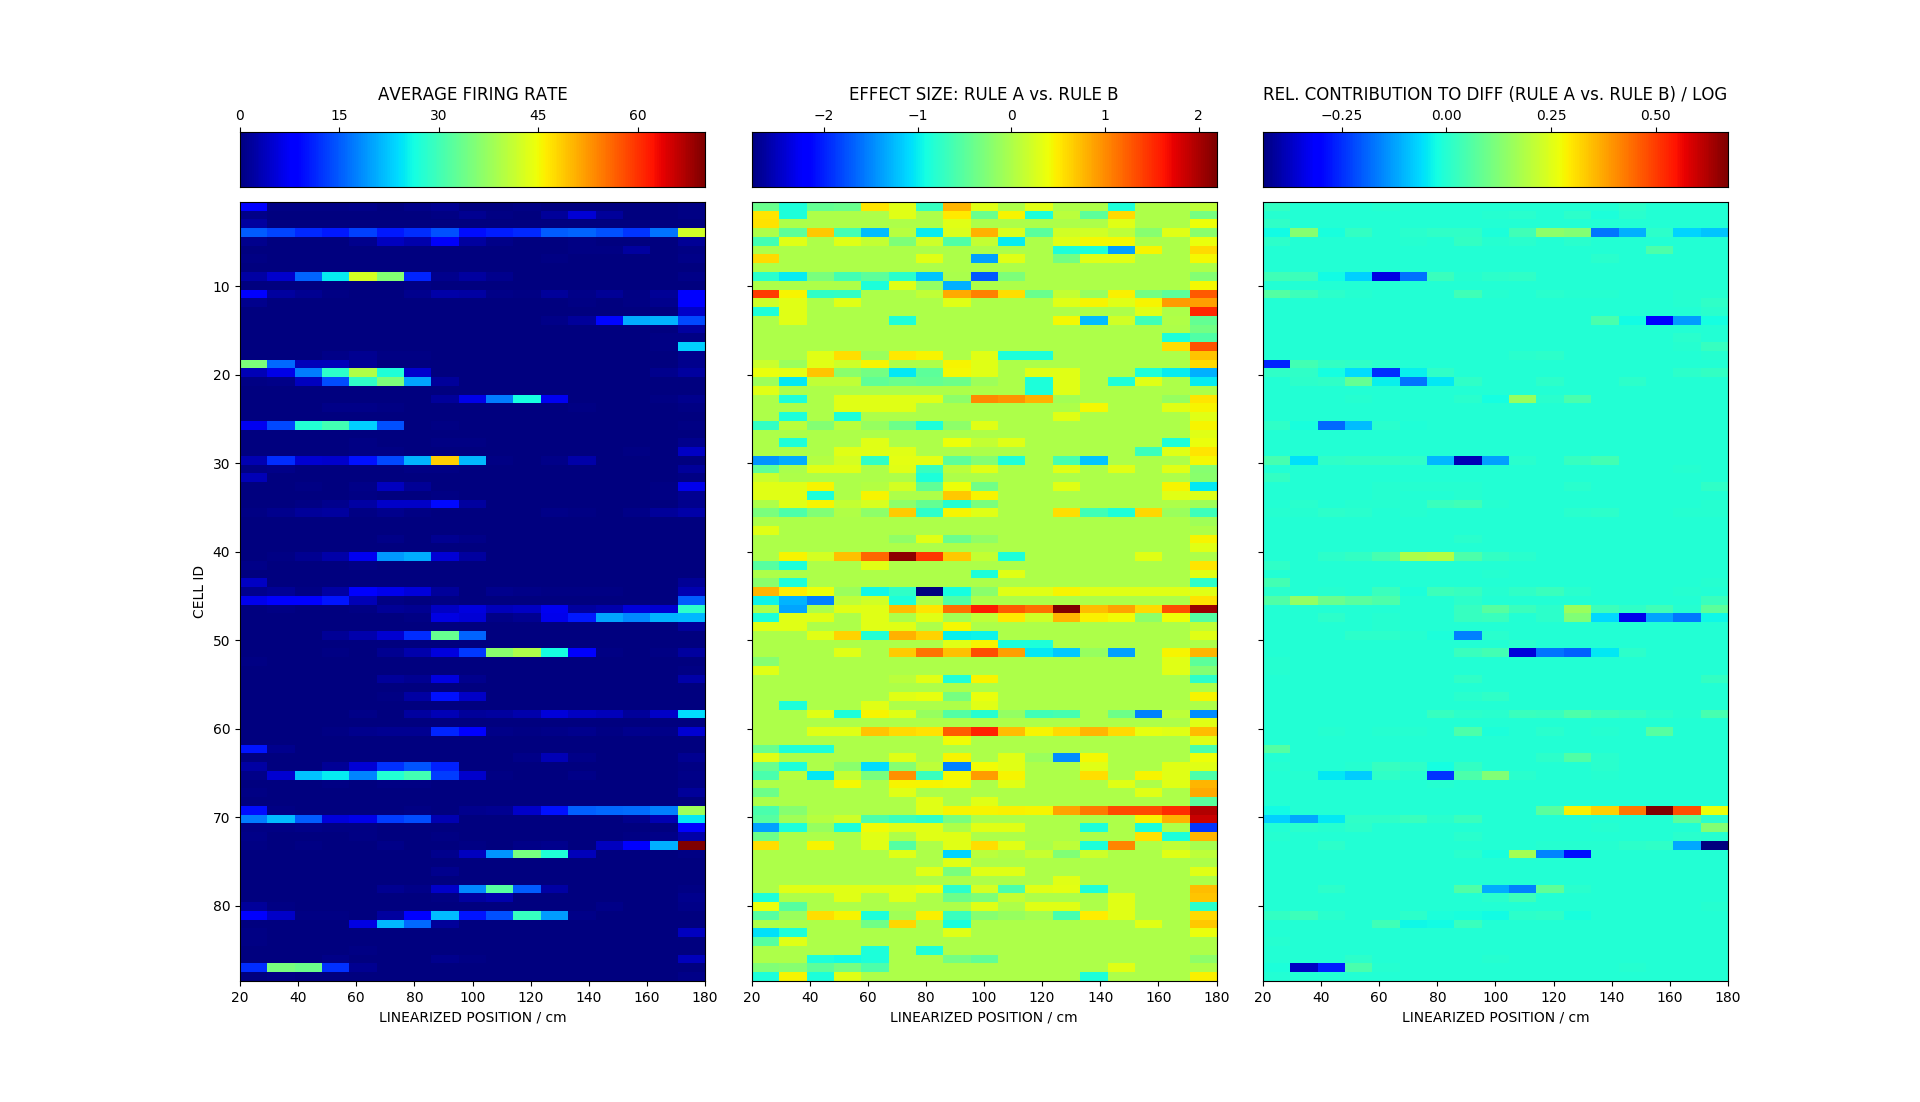 AVERAGE FIRING RATE
0 15 30 45 60
EFFECT SIZE: RULE A vs. RULE B
−2 −1 0 1 2
REL. CONTRIBUTION TO DIFF (RULE A vs. RULE B) / LOG
−0.25 0.00 0.25 0.50
CELL ID
10
20
30
40
50
60
70
80
20 40 60 80 100 120 140 160 180
LINEARIZED POSITION / cm
20 40 60 80 100 120 140 160 180
LINEARIZED POSITION / cm
20 40 60 80 100 120 140 160 180
LINEARIZED POSITION / cm